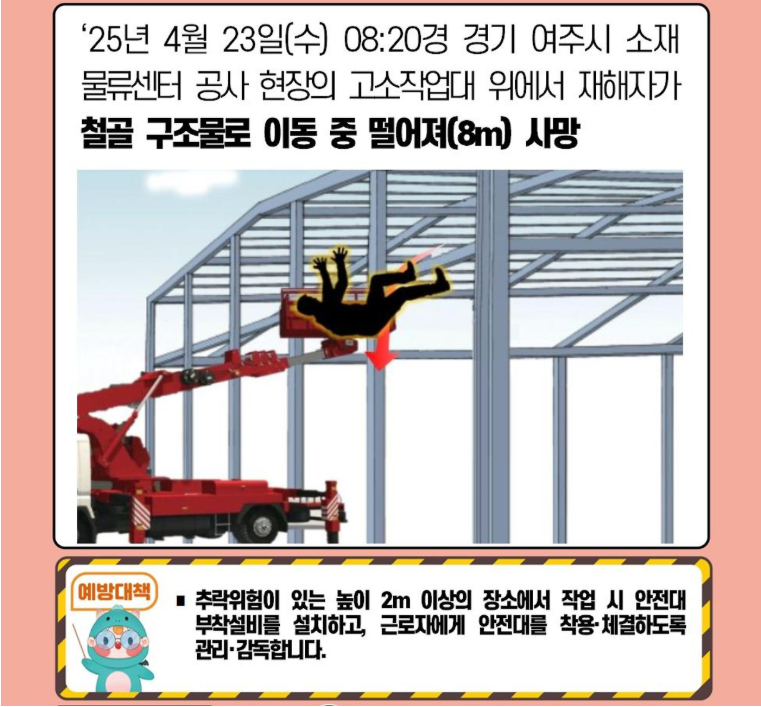 ‘25년 4월 23일(수) 08:20경 경기 여주시 소재
물류센터 공사 현장의 고소작업대 위에서 재해자가
철골 구조물로 이동 중 떨어져(8m) 사망
예방대책
▪ 추락위험이 있는 높이 2m 이상의 장소에서 작업 시 안전대
부착설비를 설치하고, 근로자에게 안전대를 착용·체결하도록
관리·감독합니다.